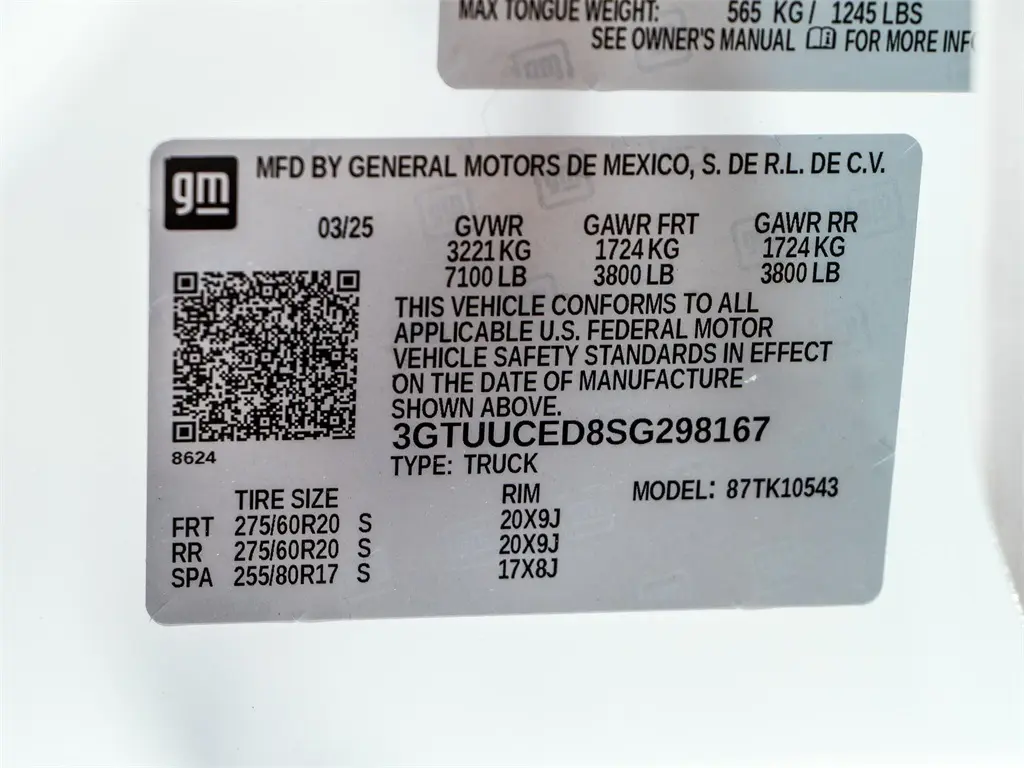 MAX TONGUE WEIGHT: 565 KG / 1245 LBS
SEE OWNER'S MANUAL FOR MORE INF
gm
MFD BY GENERAL MOTORS DE MEXICO, S. DE R.L. DE C.V.
03/25 GVWR GAWR FRT GAWR RR
3221 KG 1724 KG 1724 KG
7100 LB 3800 LB 3800 LB
THIS VEHICLE CONFORMS TO ALL
APPLICABLE U.S. FEDERAL MOTOR
VEHICLE SAFETY STANDARDS IN EFFECT
ON THE DATE OF MANUFACTURE
SHOWN ABOVE.
3GTUUCED8SG298167
8624
TYPE: TRUCK
TIRE SIZE RIM MODEL: 87TK10543
FRT 275/60R20 S 20X9J
RR 275/60R20 S 20X9J
SPA 255/80R17 S 17X8J